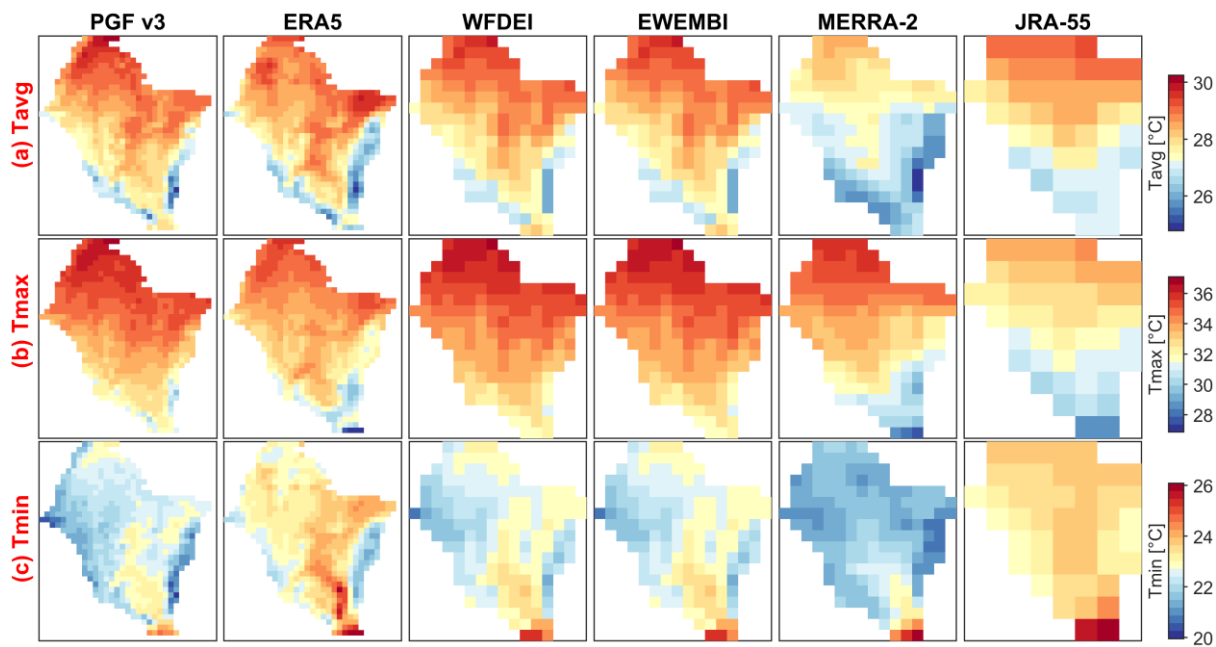 PGF v3 ERA5 WFDEI EWEMBI MERRA-2 JRA-55
(a) Tavg
30
28
26
Tavg [°C]
(b) Tmax
36
34
32
30
28
Tmax [°C]
(c) Tmin
26
24
22
20
Tmin [°C]